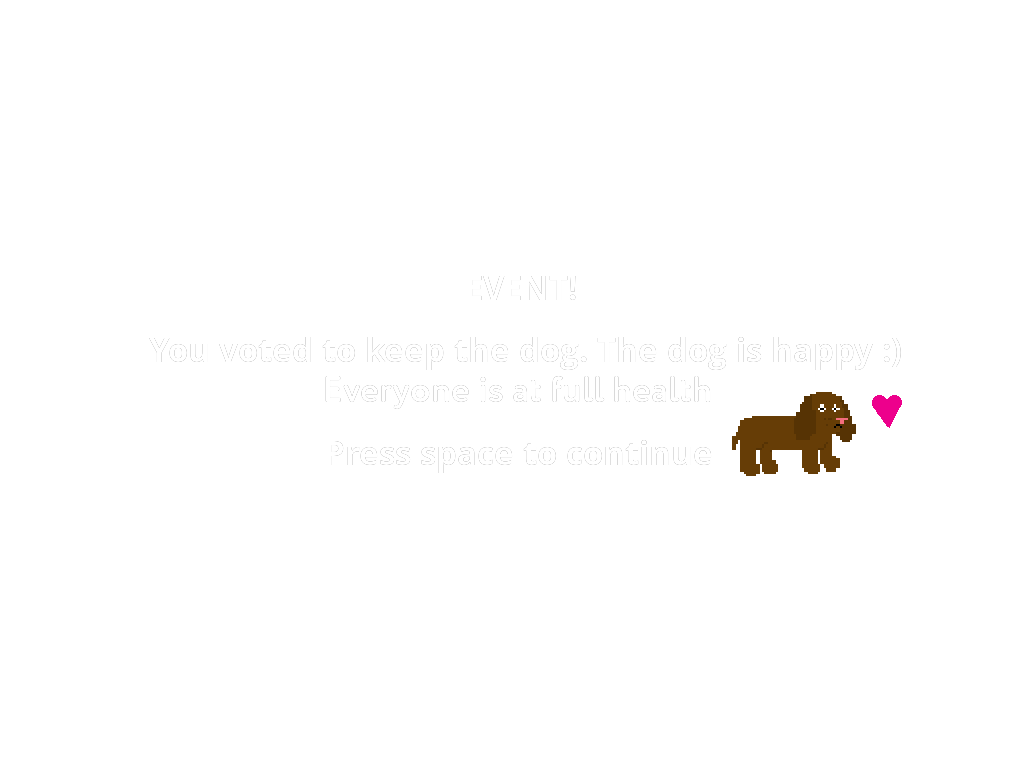 EVENT!
You voted to keep the dog. The dog is happy :)
Everyone is at full health
Press space to continue